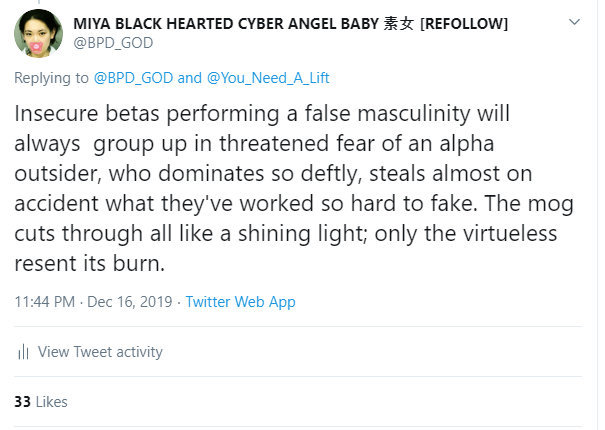 MIYA BLACK HEARTED CYBER ANGEL BABY 素女 [REFOLLOW]
@BPD_GOD
Replying to @BPD_GOD and @You_Need_A_Lift
Insecure betas performing a false masculinity will
always  group up in threatened fear of an alpha
outsider, who dominates so deftly, steals almost on
accident what they've worked so hard to fake. The mog
cuts through all like a shining light; only the virtueless
resent its burn.
11:44 PM · Dec 16, 2019 · Twitter Web App
View Tweet activity
33 Likes